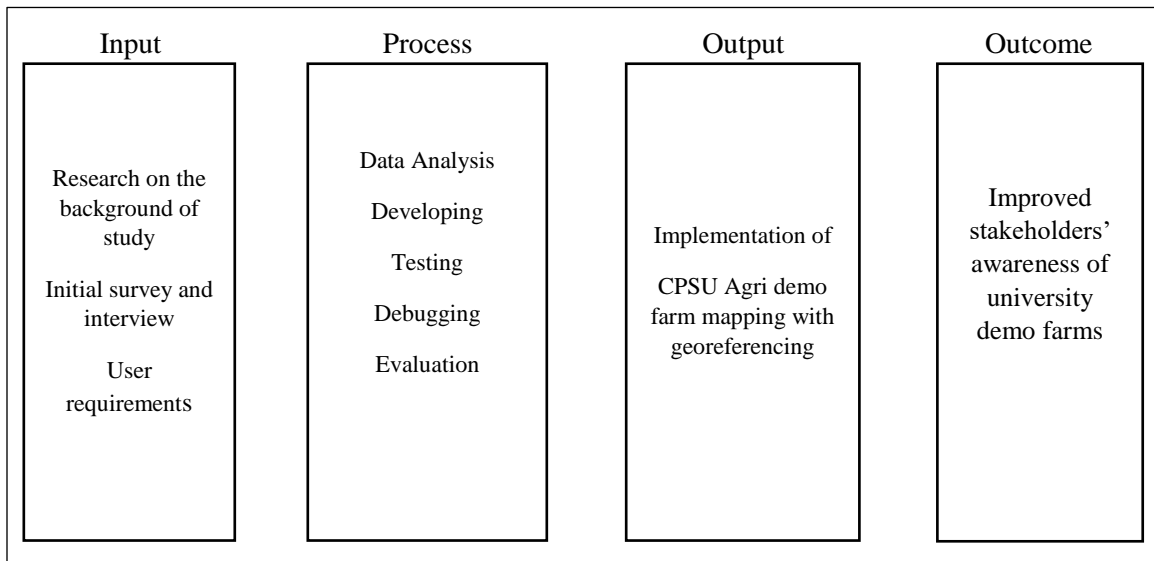 Input
Research on the
background of
study
Initial survey and
interview
User
requirements
Process
Data Analysis
Developing
Testing
Debugging
Evaluation
Output
Implementation of
CPSU Agri demo
farm mapping with
georeferencing
Outcome
Improved
stakeholders’
awareness of
university
demo farms